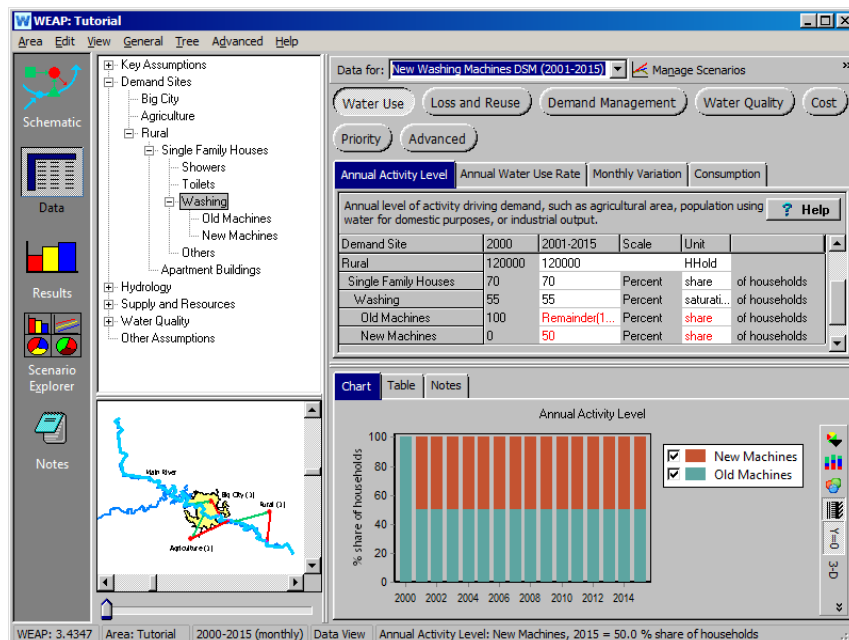 WEAP: Tutorial
Area Edit View General Tree Advanced Help
Schematic
Data
Results
Scenario
Explorer
Notes
Key Assumptions
Demand Sites
Big City
Agriculture
Rural
Single Family Houses
Showers
Toilets
Washing
Old Machines
New Machines
Others
Apartment Buildings
Hydrology
Supply and Resources
Water Quality
Other Assumptions
Main River
Big City (1)
Rural (1)
Agriculture (1)
Data for: New Washing Machines DSM (2001-2015) Manage Scenarios »
Water Use Loss and Reuse Demand Management Water Quality Cost
Priority Advanced
Annual Activity Level Annual Water Use Rate Monthly Variation Consumption
Annual level of activity driving demand, such as agricultural area, population using
water for domestic purposes, or industrial output.
? Help
Demand Site 2000 2001-2015 Scale Unit
Rural 120000 120000 HHold
Single Family Houses 70 70 Percent share of households
Washing 55 55 Percent saturati... of households
Old Machines 100 Remainder(1... Percent share of households
New Machines 0 50 Percent share of households
Chart Table Notes
Annual Activity Level
% share of households
100
80
60
40
20
0
2000 2002 2004 2006 2008 2010 2012 2014
New Machines
Old Machines
Y=0
3-D
WEAP: 3.4347 Area: Tutorial 2000-2015 (monthly) Data View Annual Activity Level: New Machines, 2015 = 50.0 % share of households